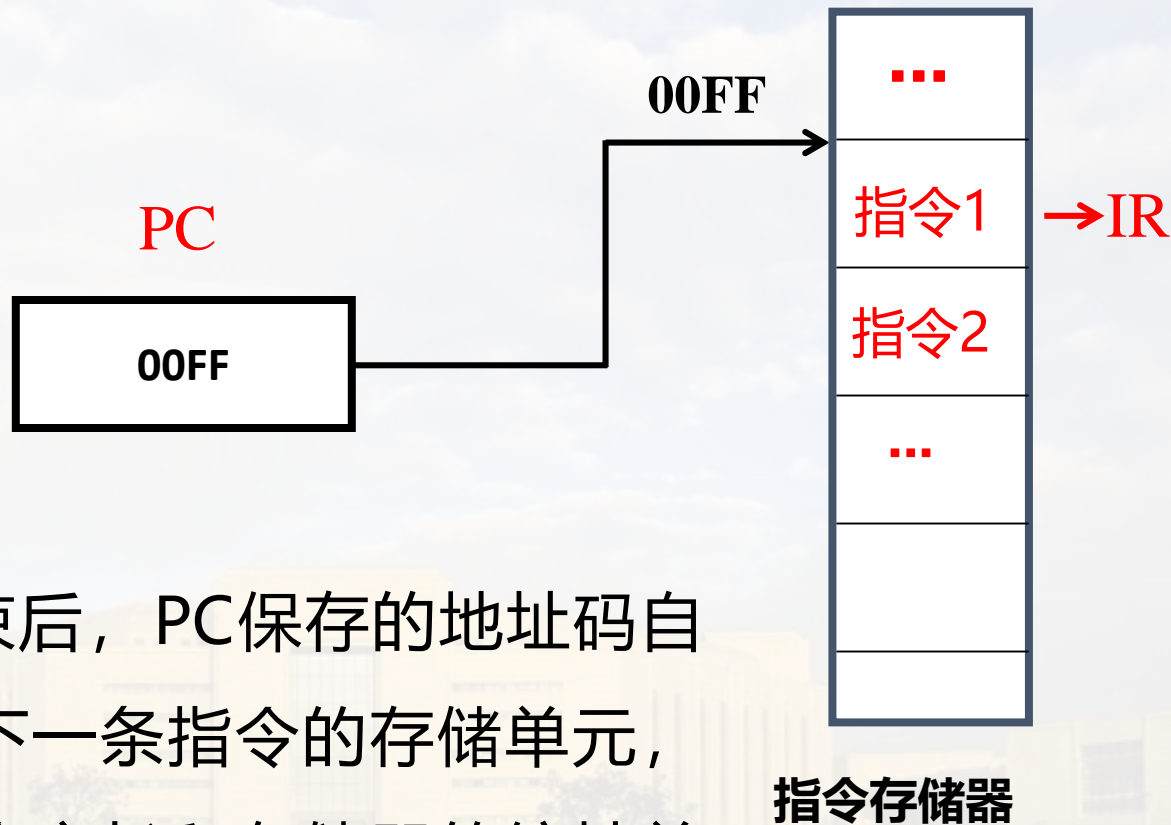 ...
00FF
PC
指令1
→IR
00FF
指令2
...
后，PC保存的地址码自
下一条指令的存储单元，
指令存储器